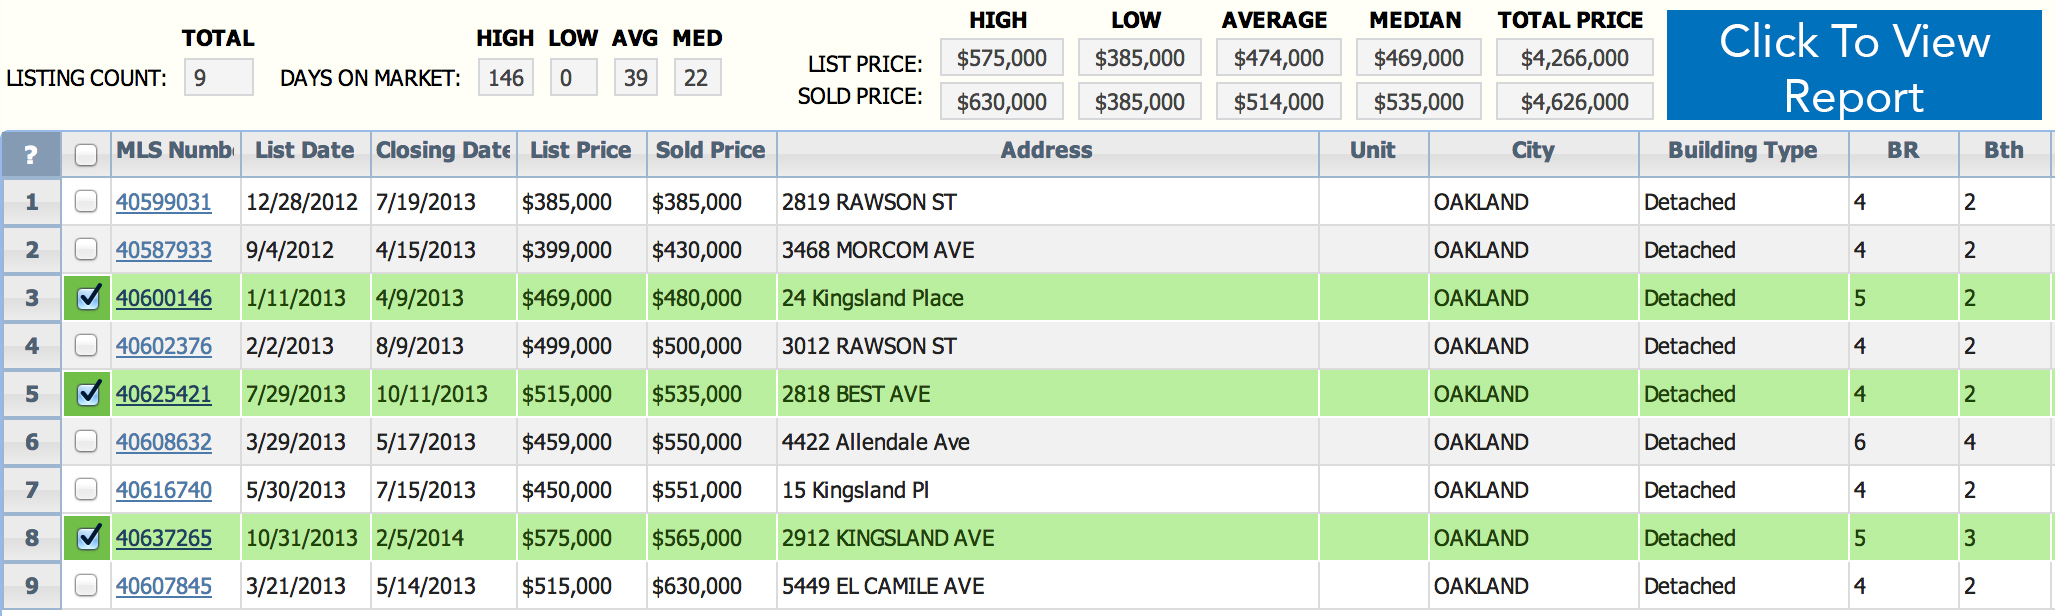 TOTAL HIGH LOW AVG MED HIGH LOW AVERAGE MEDIAN TOTAL PRICE
LISTING COUNT: 9 DAYS ON MARKET: 146 0 39 22
LIST PRICE: $575,000 $385,000 $474,000 $469,000 $4,266,000
SOLD PRICE: $630,000 $385,000 $514,000 $535,000 $4,626,000
Click To View
Report
? MLS Numb List Date Closing Date List Price Sold Price Address Unit City Building Type BR Bth
1 40599031 12/28/2012 7/19/2013 $385,000 $385,000 2819 RAWSON ST OAKLAND Detached 4 2
2 40587933 9/4/2012 4/15/2013 $399,000 $430,000 3468 MORCOM AVE OAKLAND Detached 4 2
3 40600146 1/11/2013 4/9/2013 $469,000 $480,000 24 Kingsland Place OAKLAND Detached 5 2
4 40602376 2/2/2013 8/9/2013 $499,000 $500,000 3012 RAWSON ST OAKLAND Detached 4 2
5 40625421 7/29/2013 10/11/2013 $515,000 $535,000 2818 BEST AVE OAKLAND Detached 4 2
6 40608632 3/29/2013 5/17/2013 $459,000 $550,000 4422 Allendale Ave OAKLAND Detached 6 4
7 40616740 5/30/2013 7/15/2013 $450,000 $551,000 15 Kingsland Pl OAKLAND Detached 4 2
8 40637265 10/31/2013 2/5/2014 $575,000 $565,000 2912 KINGSLAND AVE OAKLAND Detached 5 3
9 40607845 3/21/2013 5/14/2013 $515,000 $630,000 5449 EL CAMILE AVE OAKLAND Detached 4 2